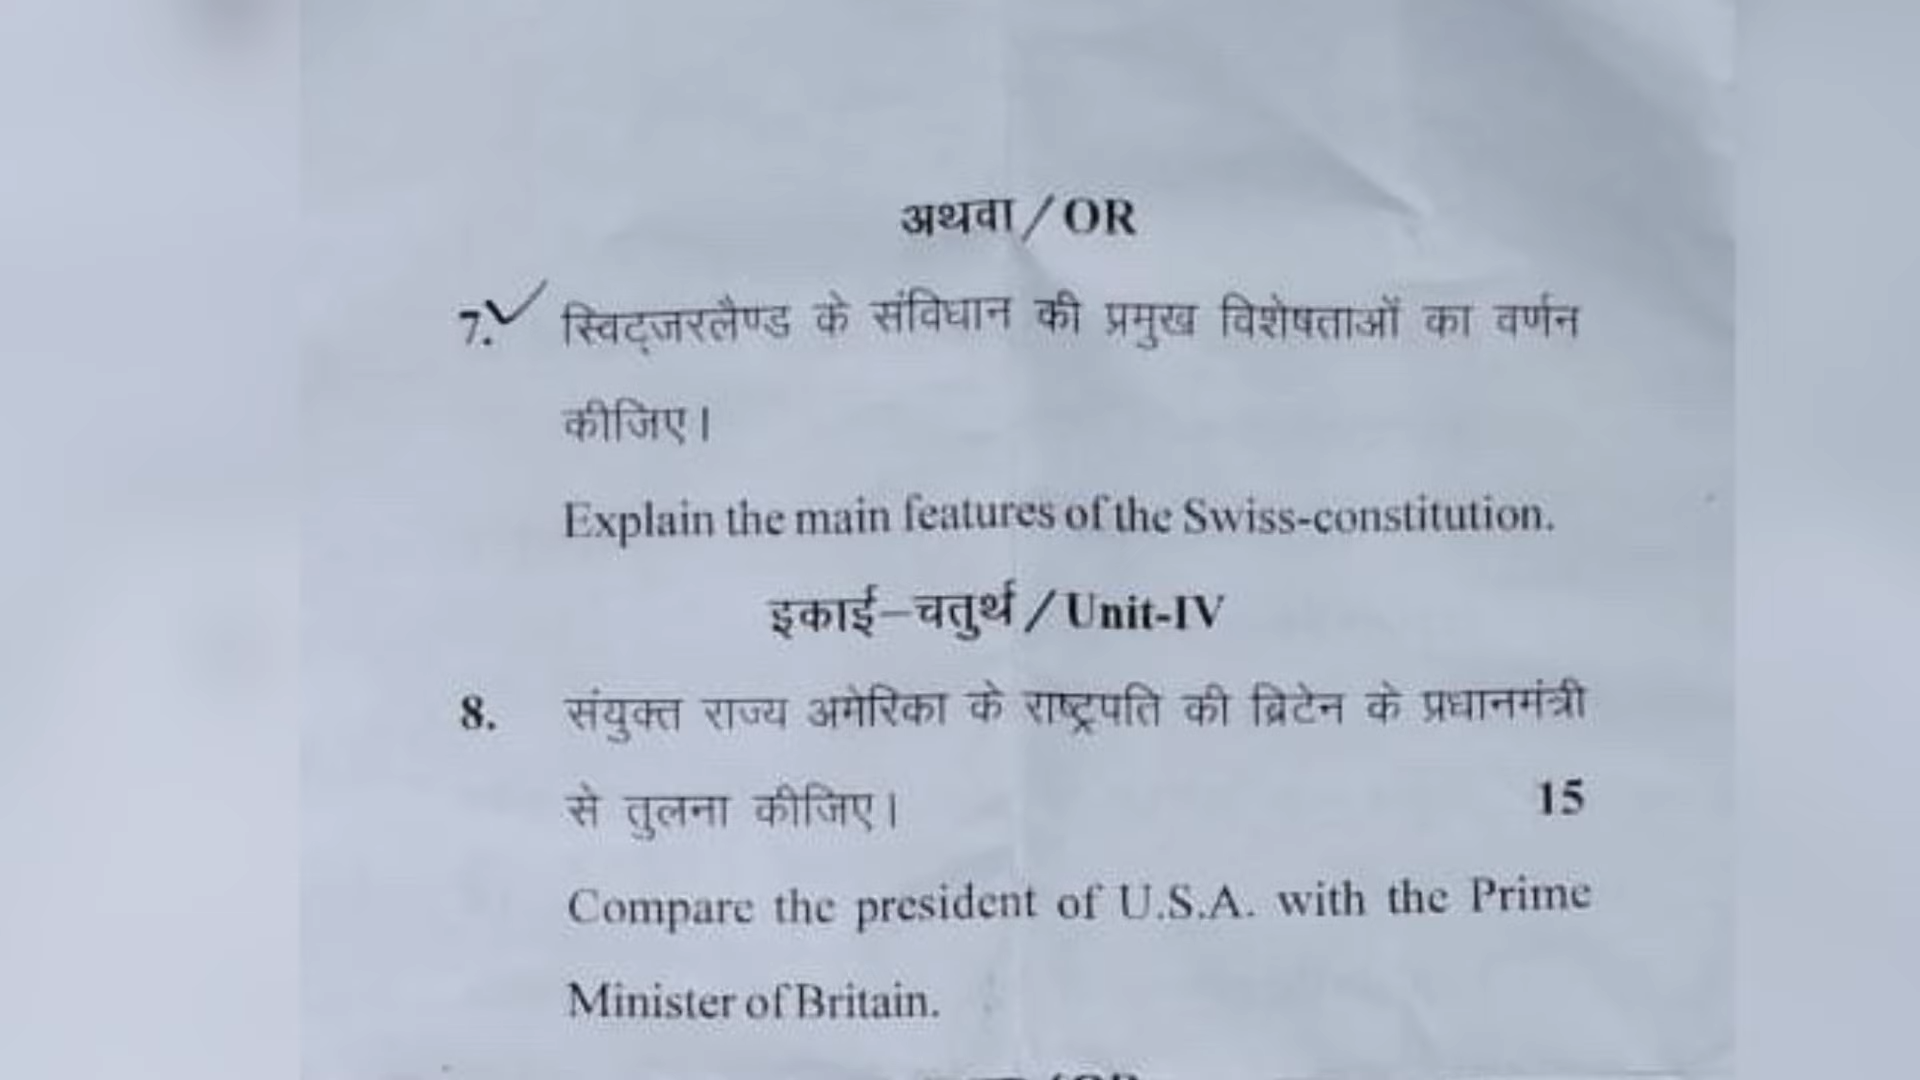 अथवा / OR
7. स्विट्जरलैण्ड के संविधान की प्रमुख विशेषताओं का वर्णन
कीजिए।
Explain the main features of the Swiss-constitution.
इकाई–चतुर्थ / Unit-IV
8. संयुक्त राज्य अमेरिका के राष्ट्रपति की ब्रिटेन के प्रधानमंत्री
से तुलना कीजिए। 15
Compare the president of U.S.A. with the Prime
Minister of Britain.